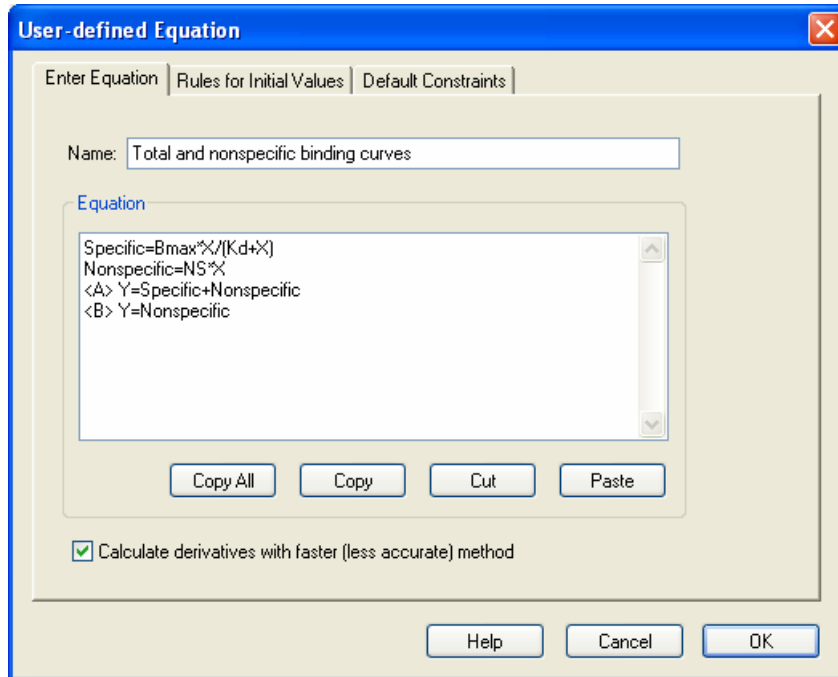 User-defined Equation
Enter Equation Rules for Initial Values Default Constraints
Name: Total and nonspecific binding curves
Equation
Specific=Bmax*X/(Kd+X)
Nonspecific=NS*X
<A> Y=Specific+Nonspecific
<B> Y=Nonspecific
Copy All Copy Cut Paste
Calculate derivatives with faster (less accurate) method
Help Cancel OK